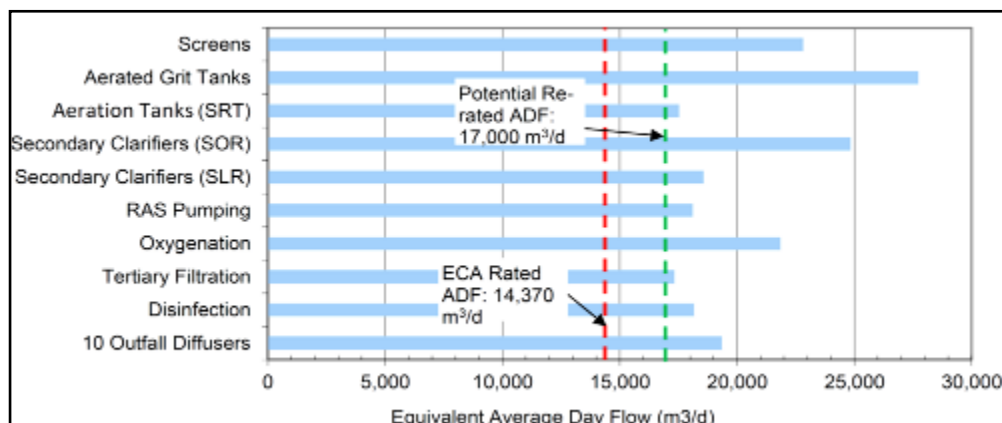 Screens
Aerated Grit Tanks
Aeration Tanks (SRT)
Secondary Clarifiers (SOR)
Secondary Clarifiers (SLR)
RAS Pumping
Oxygenation
Tertiary Filtration
Disinfection
10 Outfall Diffusers
Potential Re-
rated ADF:
17,000 m³/d
ECA Rated
ADF: 14,370
m³/d
0 5,000 10,000 15,000 20,000 25,000 30,000
Equivalent Average Day Flow (m3/d)